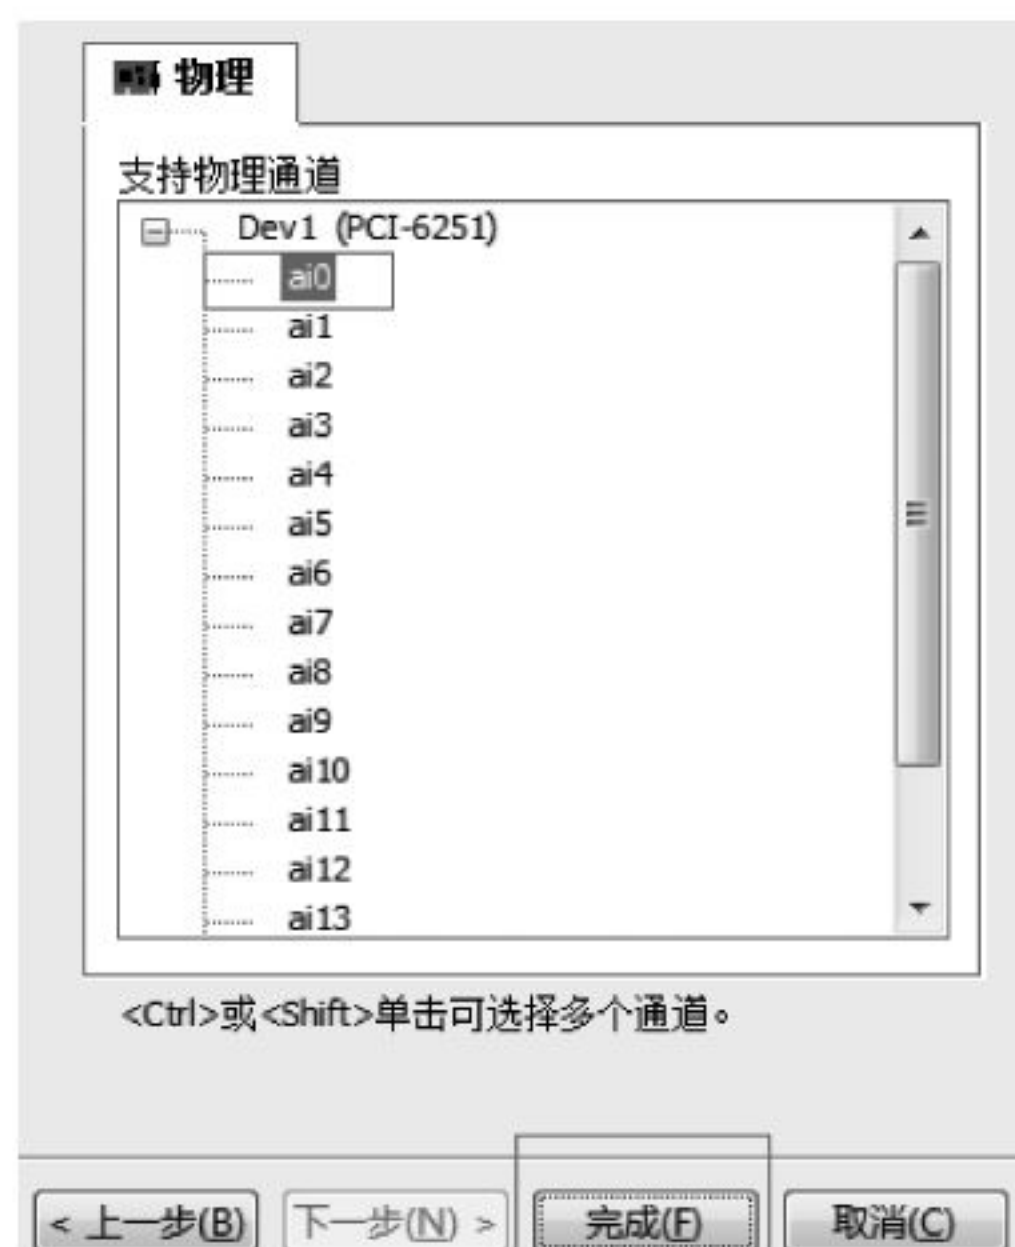 物理
支持物理通道
Dev1 (PCI-6251)
ai0
ai1
ai2
ai3
ai4
ai5
ai6
ai7
ai8
ai9
ai10
ai11
ai12
ai13
<Ctrl>或<Shift>单击可选择多个通道。
< 上一步(B) 下一步(N) > 完成(F) 取消(C)